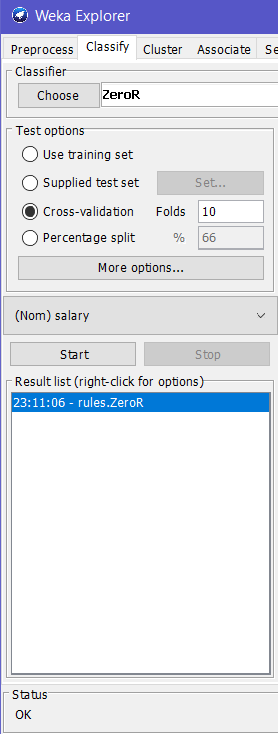 Weka Explorer
Preprocess Classify Cluster Associate Se
Classifier
Choose ZeroR
Test options
Use training set
Supplied test set Set...
Cross-validation Folds 10
Percentage split % 66
More options...
(Nom) salary
Start Stop
Result list (right-click for options)
23:11:06 - rules.ZeroR
Status
OK